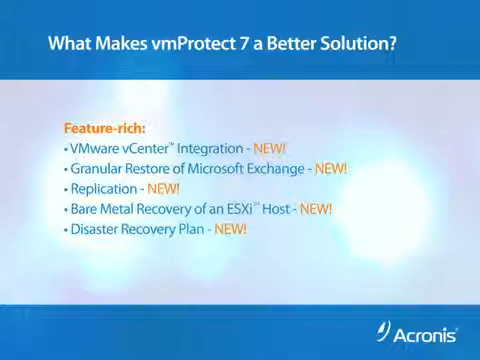 What Makes vmProtect 7 a Better Solution?
Feature-rich:
• VMware vCenter™ Integration - NEW!
• Granular Restore of Microsoft Exchange - NEW!
• Replication - NEW!
• Bare Metal Recovery of an ESXi™ Host - NEW!
• Disaster Recovery Plan - NEW!
Acronis®